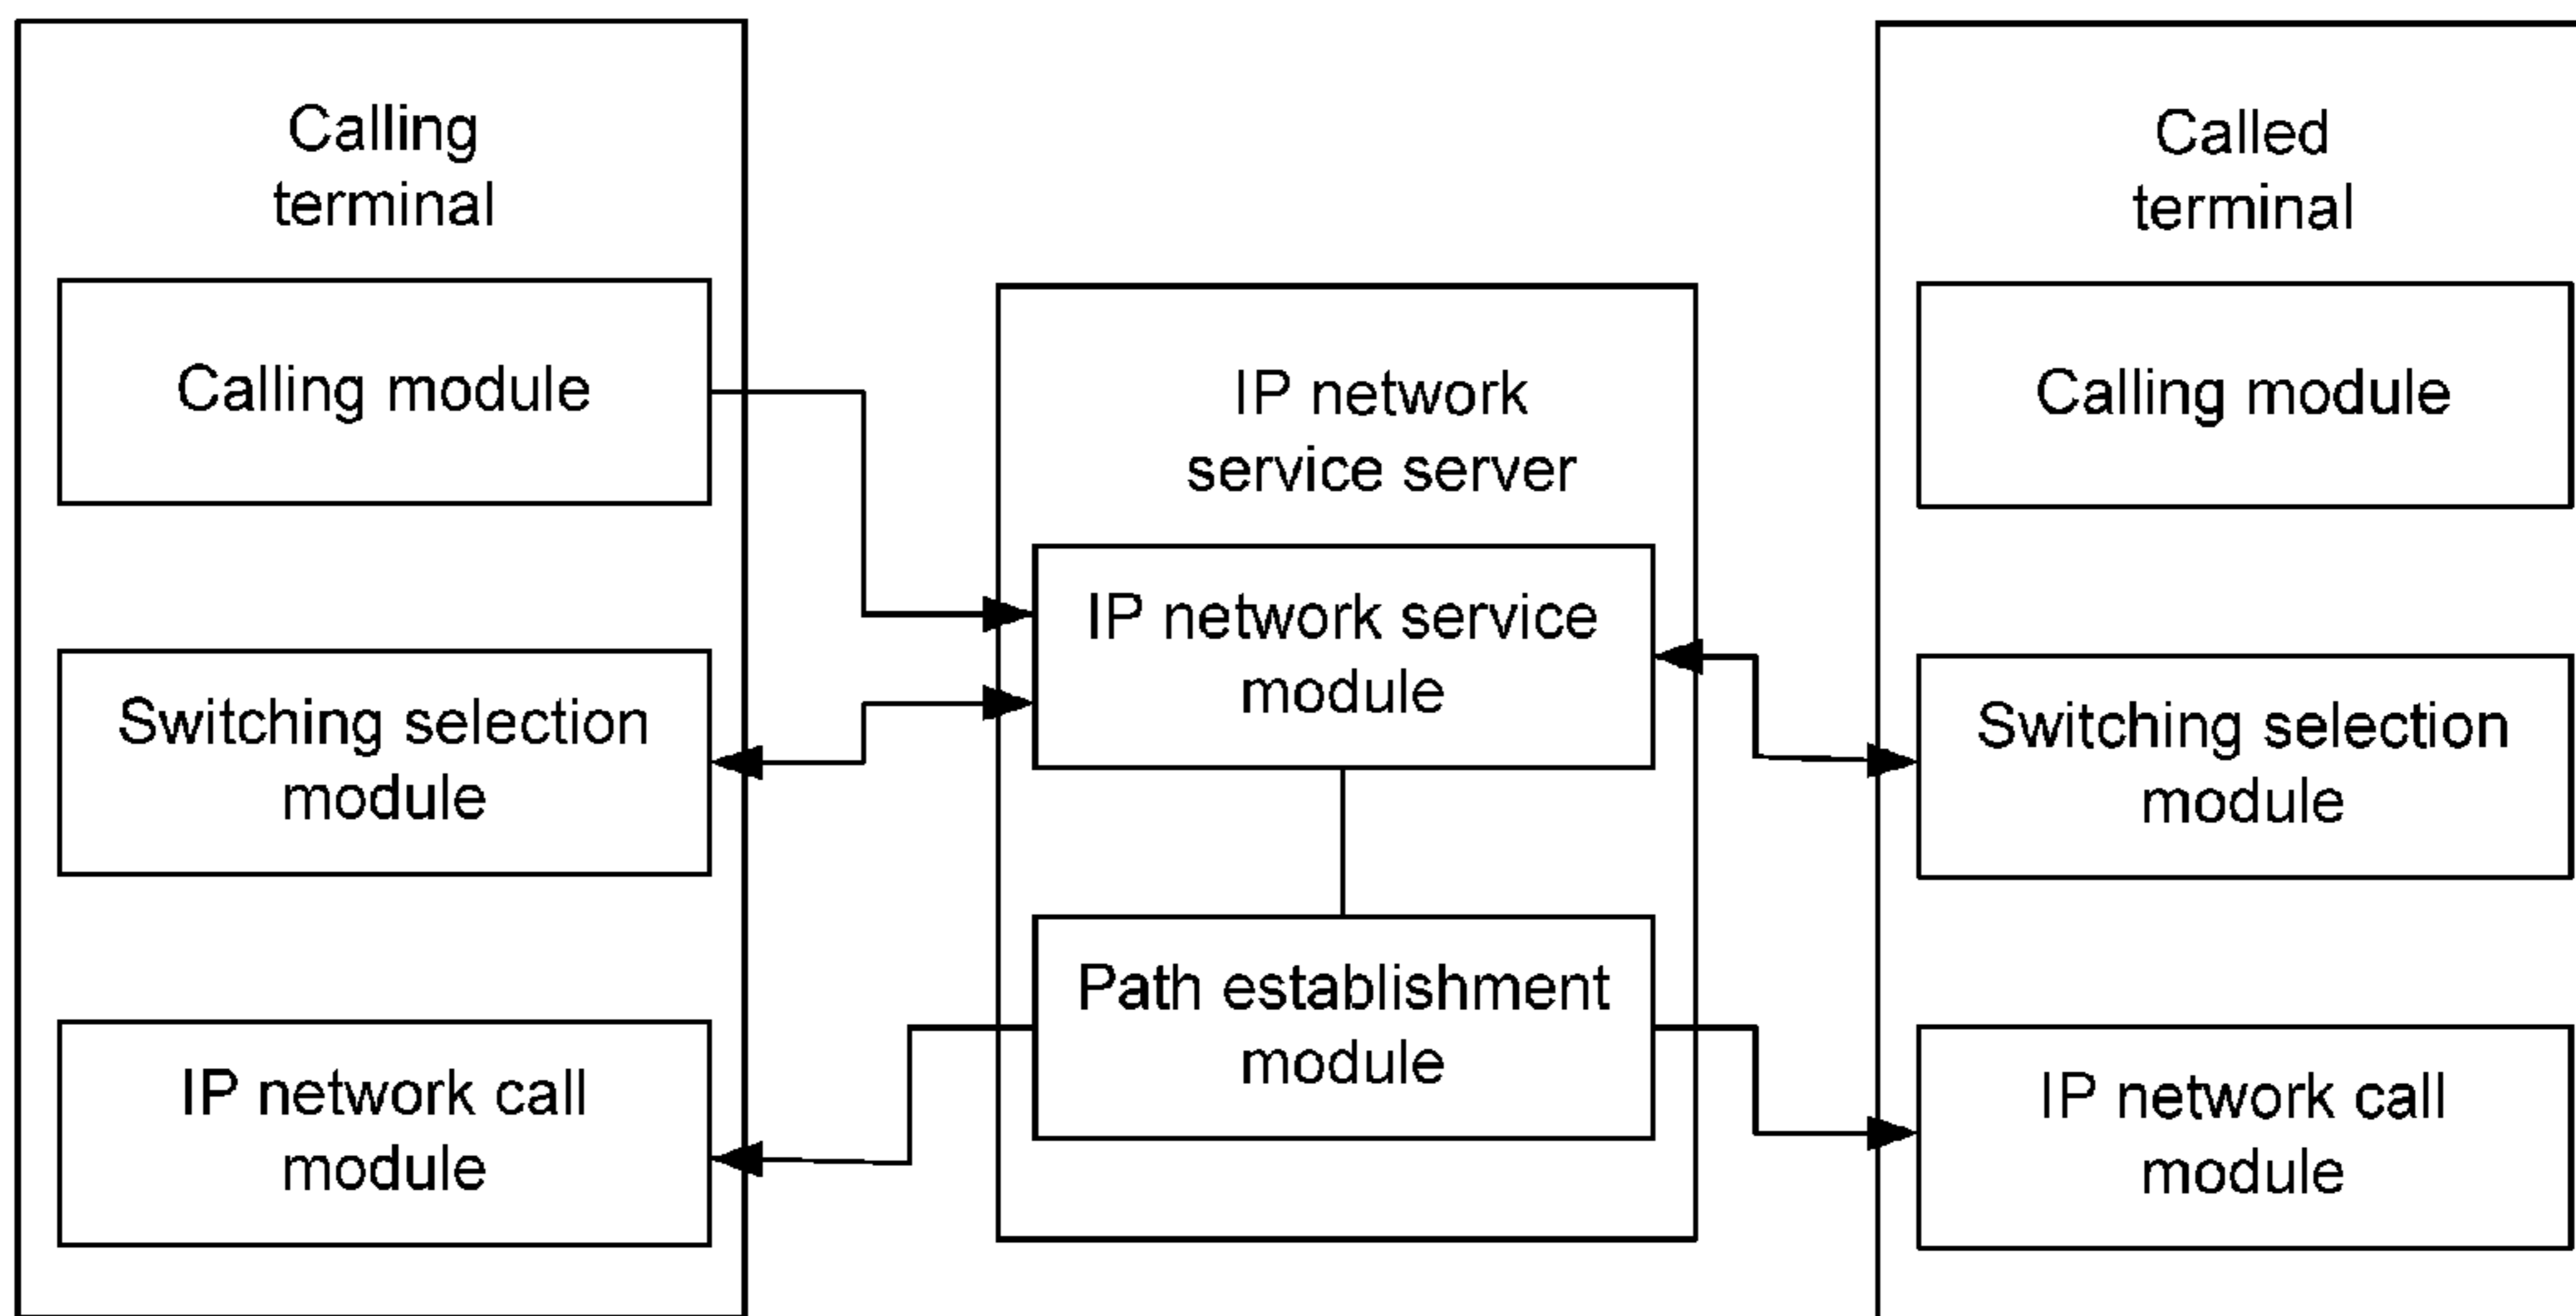 Calling
terminal
Calling module
Switching selection
module
IP network call
module
IP network
service server
IP network service
module
Path establishment
module
Called
terminal
Calling module
Switching selection
module
IP network call
module